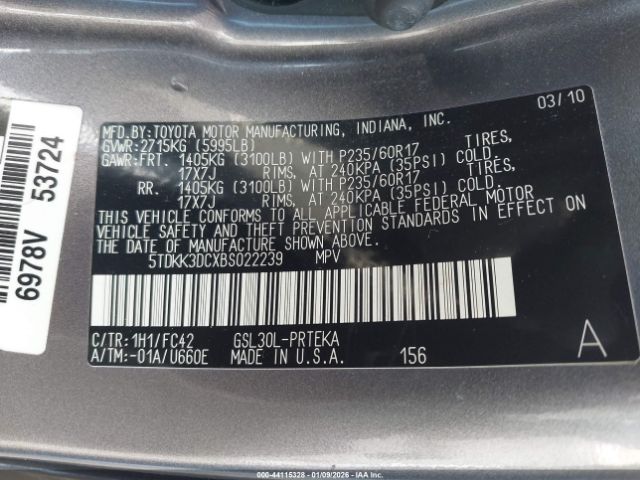 MFD.BY:TOYOTA MOTOR MANUFACTURING, INDIANA, INC. 03/10
GVWR:2715KG (5995LB)
GAWR:FRT. 1405KG (3100LB) WITH P235/60R17 TIRES,
17X7J RIMS, AT 240KPA (35PSI) COLD.
RR. 1405KG (3100LB) WITH P235/60R17 TIRES,
17X7J RIMS, AT 240KPA (35PSI) COLD.
THIS VEHICLE CONFORMS TO ALL APPLICABLE FEDERAL MOTOR
VEHICLE SAFETY AND THEFT PREVENTION STANDARDS IN EFFECT ON
THE DATE OF MANUFACTURE SHOWN ABOVE.
5TDKK3DCXBS022239 MPV
C/TR: 1H1/FC42 GSL30L-PRTEKA
A/TM:-01A/U660E MADE IN U.S.A. 156
A
6978V 53724
000- 44115328 - 01/09/2026 - IAA Inc.